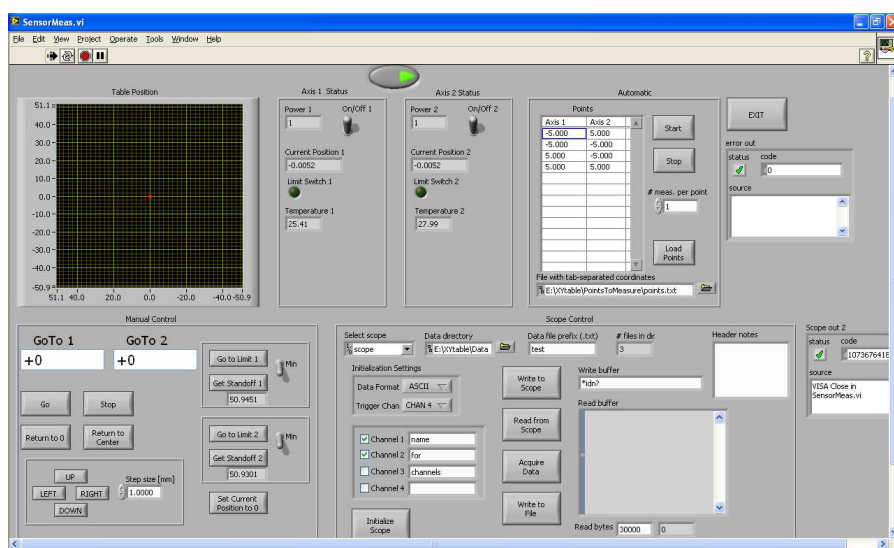 SensorMeas.vi
File Edit View Project Operate Tools Window Help
Table Position
51.1
40.0
30.0
20.0
10.0
0.0
-10.0
-20.0
-30.0
-40.0
-50.9
51.1 40.0 20.0 0.0 -20.0 -40.0 -50.9
Axis 1 Status
Power 1 On/Off 1
1
Current Position 1
-0.0052
Limit Switch 1
Temperature 1
25.41
Axis 2 Status
Power 2 On/Off 2
1
Current Position 2
-0.0052
Limit Switch 2
Temperature 2
27.99
Automatic
Points
Axis 1 Axis 2
-5.000 5.000
-5.000 -5.000
5.000 -5.000
5.000 5.000
Start
Stop
# meas. per point
1
Load
Points
File with tab-separated coordinates
E:\XYtable\PointsToMeasure\points.txt
EXIT
error out
status code
0
source
Manual Control
GoTo 1 GoTo 2
+0 +0
Go Stop
Return to 0 Return to
Center
UP
LEFT RIGHT
DOWN
Step size [mm]
1.0000
Go to Limit 1
Min
Get Standoff 1
50.9451
Go to Limit 2
Min
Get Standoff 2
50.9301
Set Current
Position to 0
Scope Control
Select scope Data directory Data file prefix (.txt) # files in dir Header notes
scope E:\XYtable\Data test 3
Initialization Settings
Data Format ASCII
Trigger Chan CHAN 4
Channel 1 name
Channel 2 for
Channel 3 channels
Channel 4
Initialize
Scope
Write to
Scope
Read from
Scope
Acquire
Data
Write to
File
Write buffer
*idn?
Read buffer
Read bytes 30000 0
Scope out 2
status code
1073676418
source
VISA Close in
SensorMeas.vi